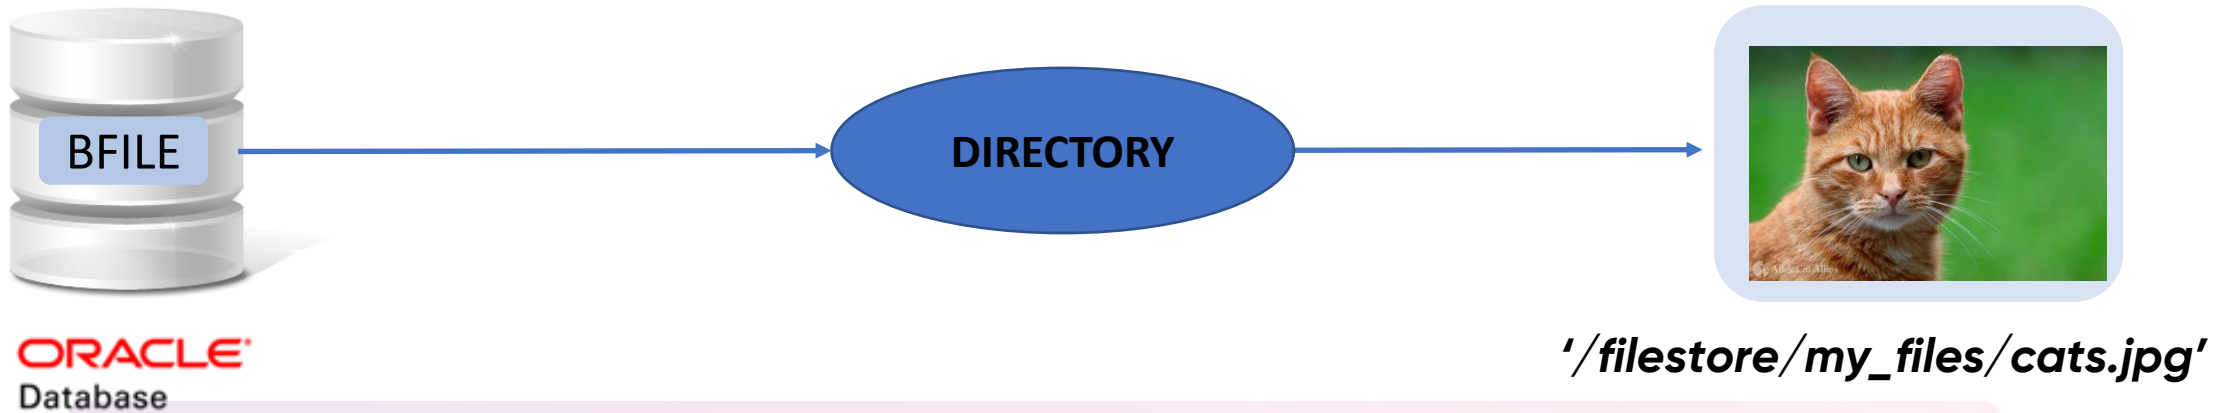 BFILE
DIRECTORY
ORACLE
Database
'/filestore/my_files/cats.jpg'